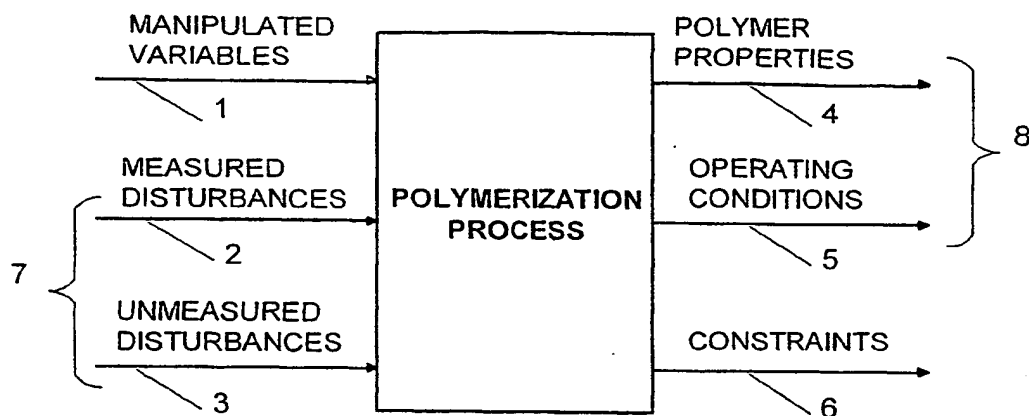 MANIPULATED
VARIABLES
1
MEASURED
DISTURBANCES
2
7
UNMEASURED
DISTURBANCES
3
POLYMERIZATION
PROCESS
POLYMER
PROPERTIES
4
8
OPERATING
CONDITIONS
5
CONSTRAINTS
6